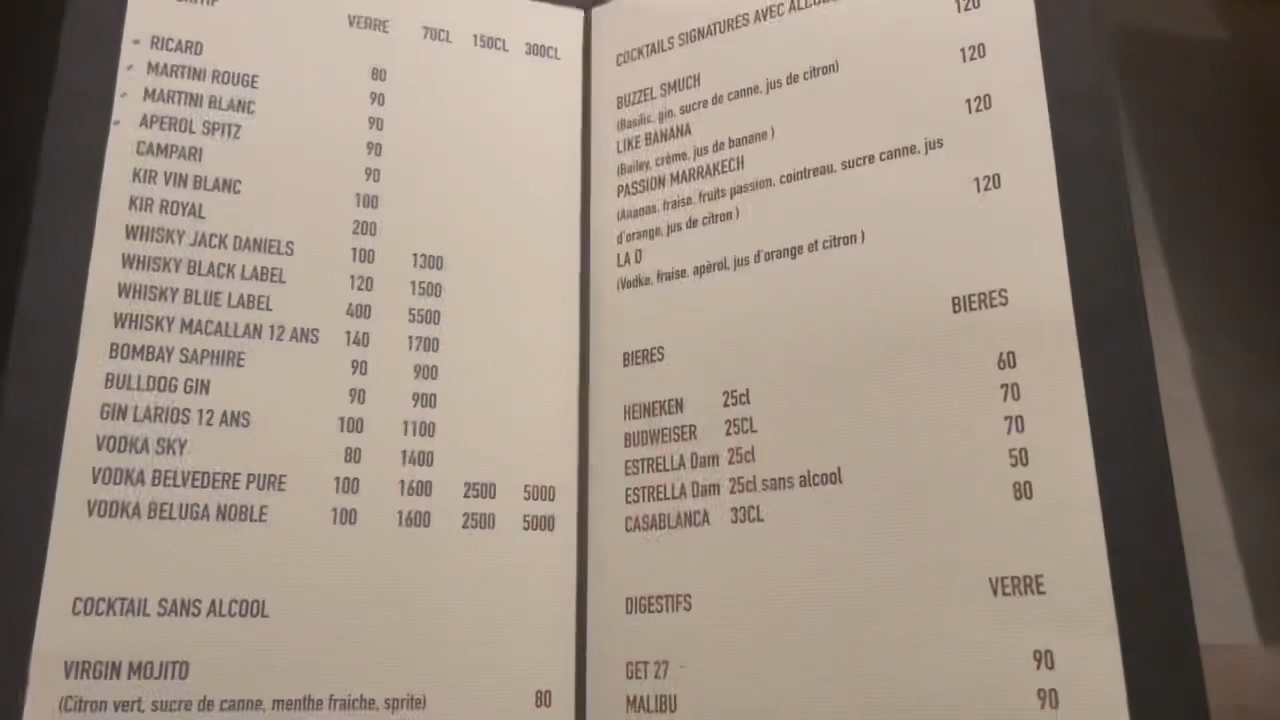 VERRE 70CL 150CL 300CL
RICARD 80
MARTINI ROUGE 90
MARTINI BLANC 90
APEROL SPITZ 90
CAMPARI 90
KIR VIN BLANC 100
KIR ROYAL 200
WHISKY JACK DANIELS 100 1300
WHISKY BLACK LABEL 120 1500
WHISKY BLUE LABEL 400 5500
WHISKY MACALLAN 12 ANS 140 1700
BOMBAY SAPHIRE 90 900
BULLDOG GIN 90 900
GIN LARIOS 12 ANS 100 1100
VODKA SKY 80 1400
VODKA BELVEDERE PURE 100 1600 2500 5000
VODKA BELUGA NOBLE 100 1600 2500 5000
COCKTAIL SANS ALCOOL
VIRGIN MOJITO
(Citron vert, sucre de canne, menthe fraiche, sprite) 80
COCKTAILS SIGNATURES AVEC
BUZZEL SMUCH 120
(Basilic, gin, sucre de canne, jus de citron)
LIKE BANANA 120
(Bailey, crème, jus de banane )
PASSION MARRAKECH 120
(Ananas, fraise, fruits passion, cointreau, sucre canne, jus
d'orange, jus de citron )
LA O 120
(Vodka, fraise, apèrol, jus d'orange et citron )
BIERES BIERES
HEINEKEN 25cl 60
BUDWEISER 25CL 70
ESTRELLA Dam 25cl 70
ESTRELLA Dam 25cl sans alcool 50
CASABLANCA 33CL 80
DIGESTIFS VERRE
GET 27 90
MALIBU 90